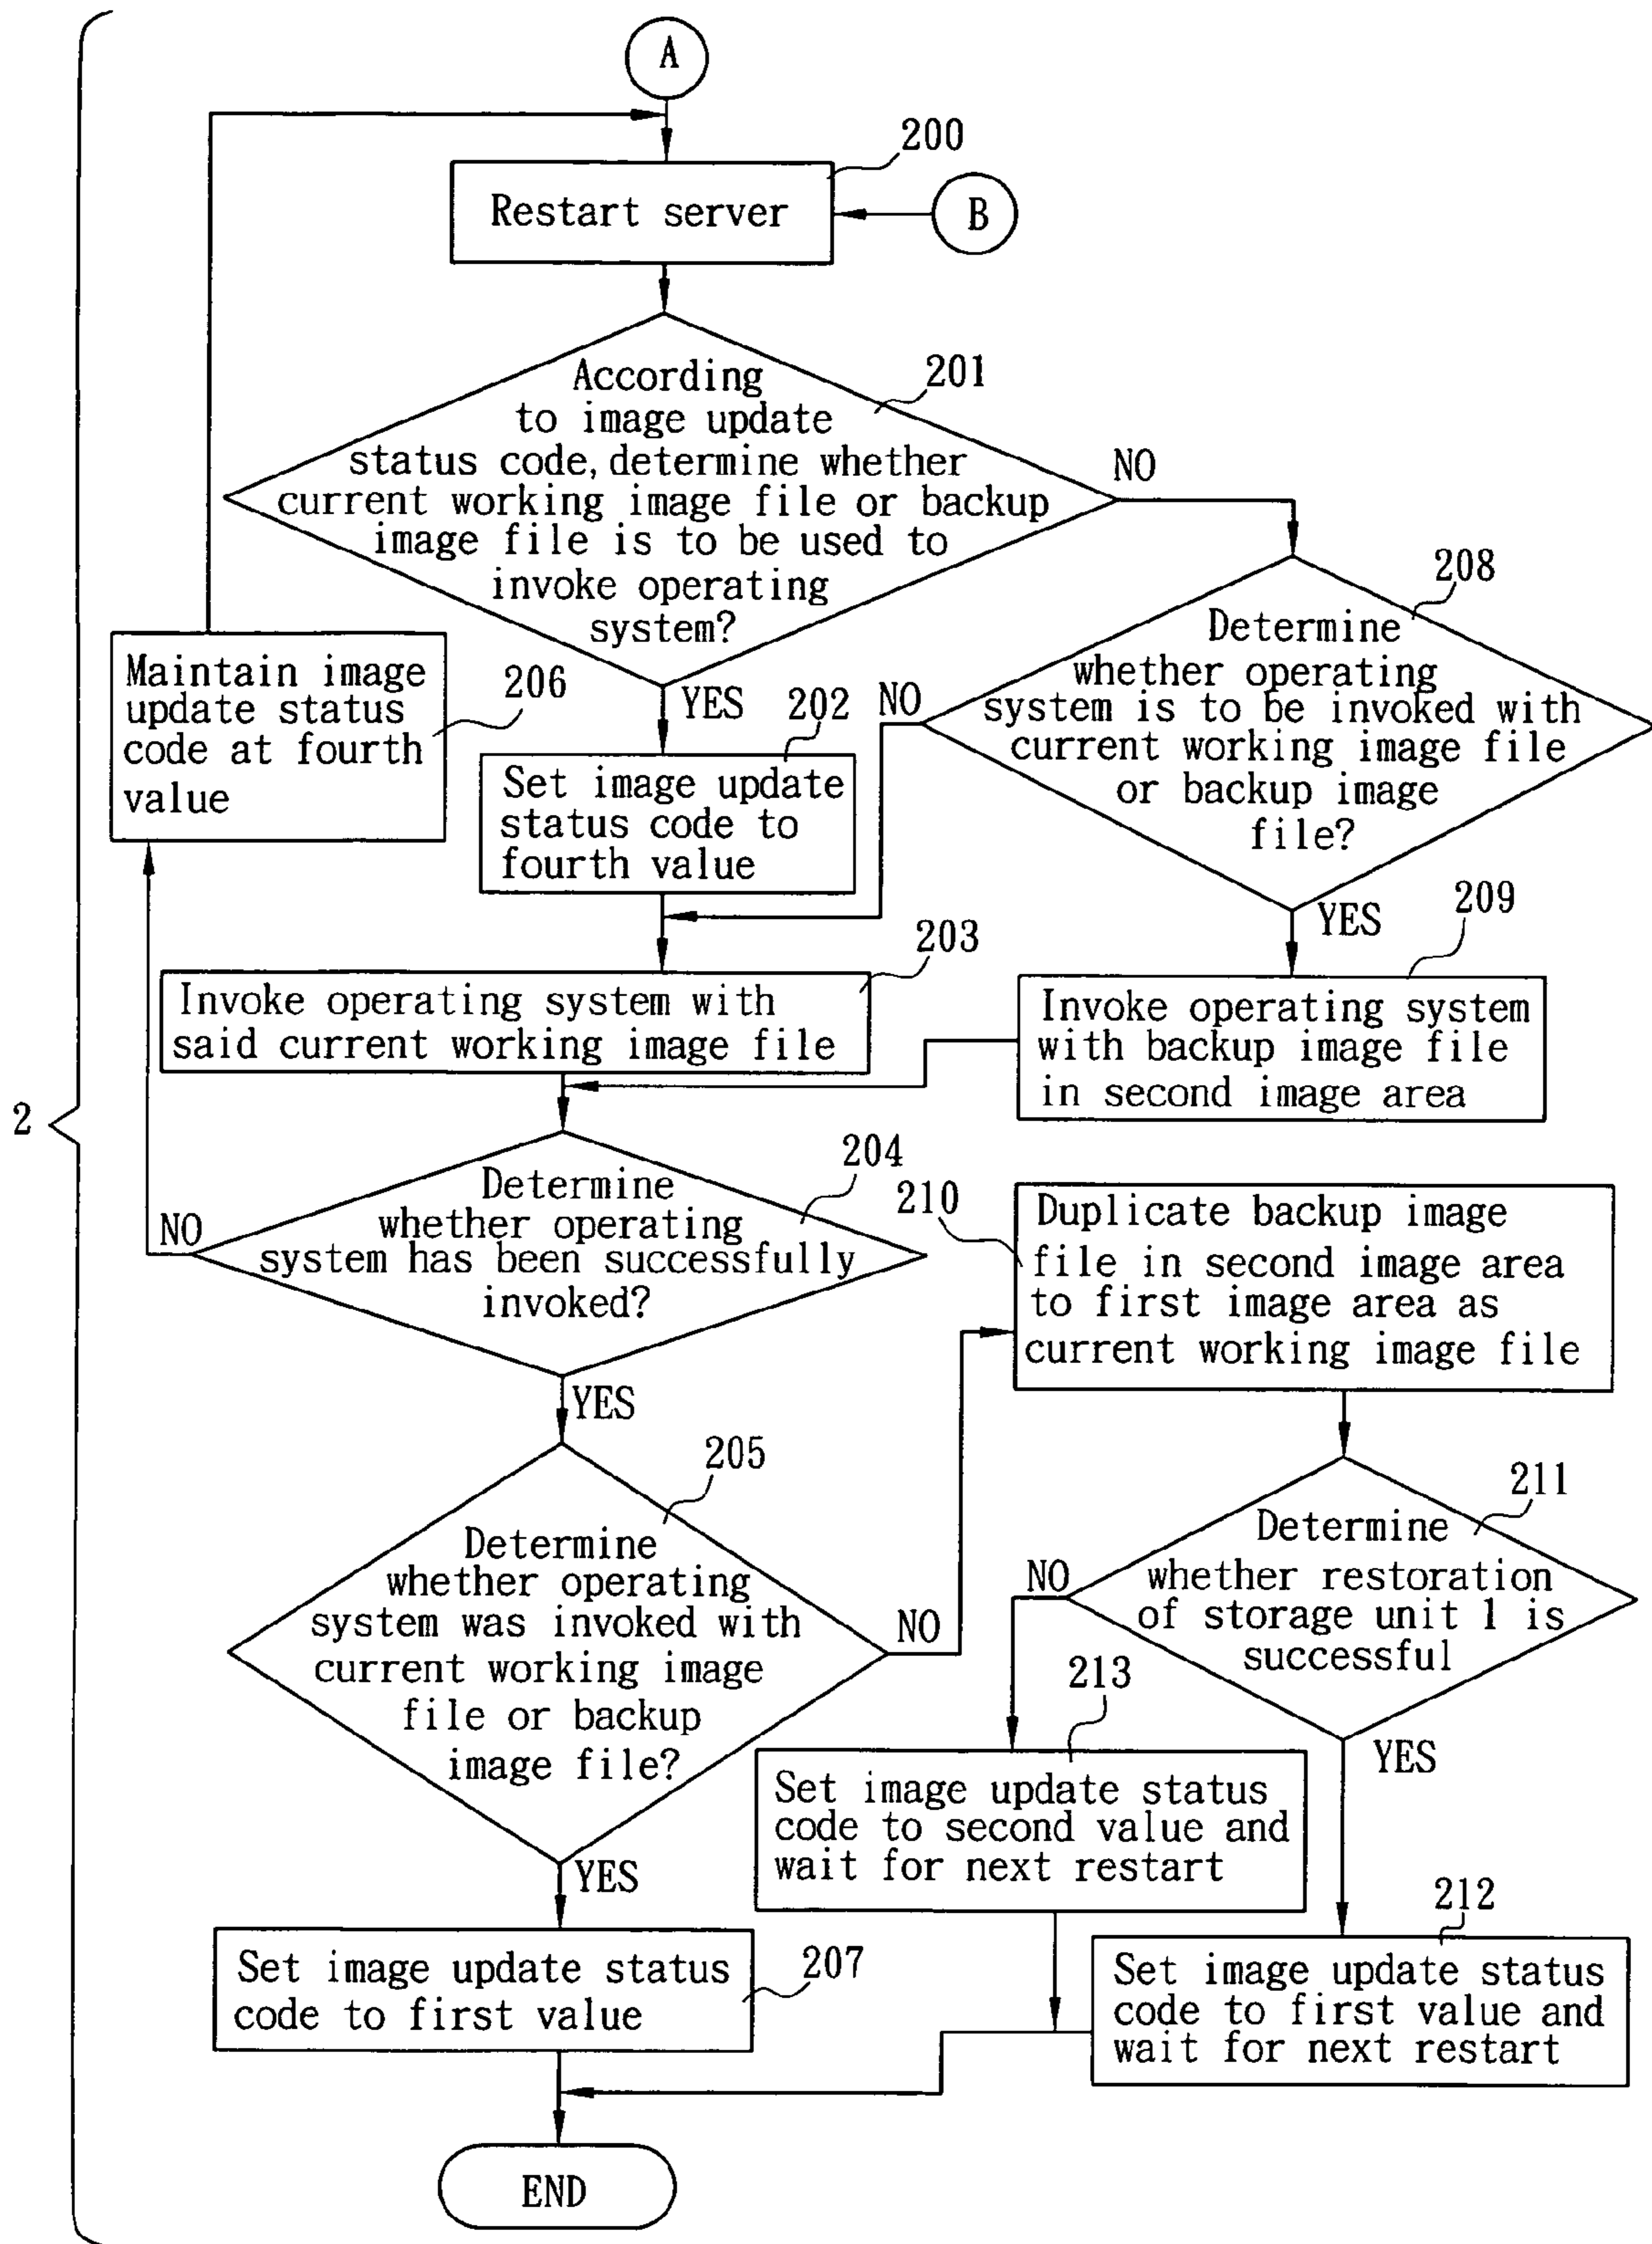 A
200
Restart server
B
According
to image update
status code, determine whether
current working image file or backup
image file is to be used to
invoke operating
system?
201
NO
YES
208
Determine
whether operating
system is to be invoked with
current working image file
or backup image
file?
NO
YES
Maintain image
update status
code at fourth
value
206
202
Set image update
status code to
fourth value
203
Invoke operating system with
said current working image file
209
Invoke operating system
with backup image file
in second image area
2
204
Determine
whether operating
system has been successfully
invoked?
NO
YES
210
Duplicate backup image
file in second image area
to first image area as
current working image file
205
Determine
whether operating
system was invoked with
current working image
file or backup
image file?
NO
YES
211
Determine
whether restoration
of storage unit 1 is
successful
NO
YES
213
Set image update status
code to second value and
wait for next restart
207
Set image update status
code to first value
212
Set image update status
code to first value and
wait for next restart
END